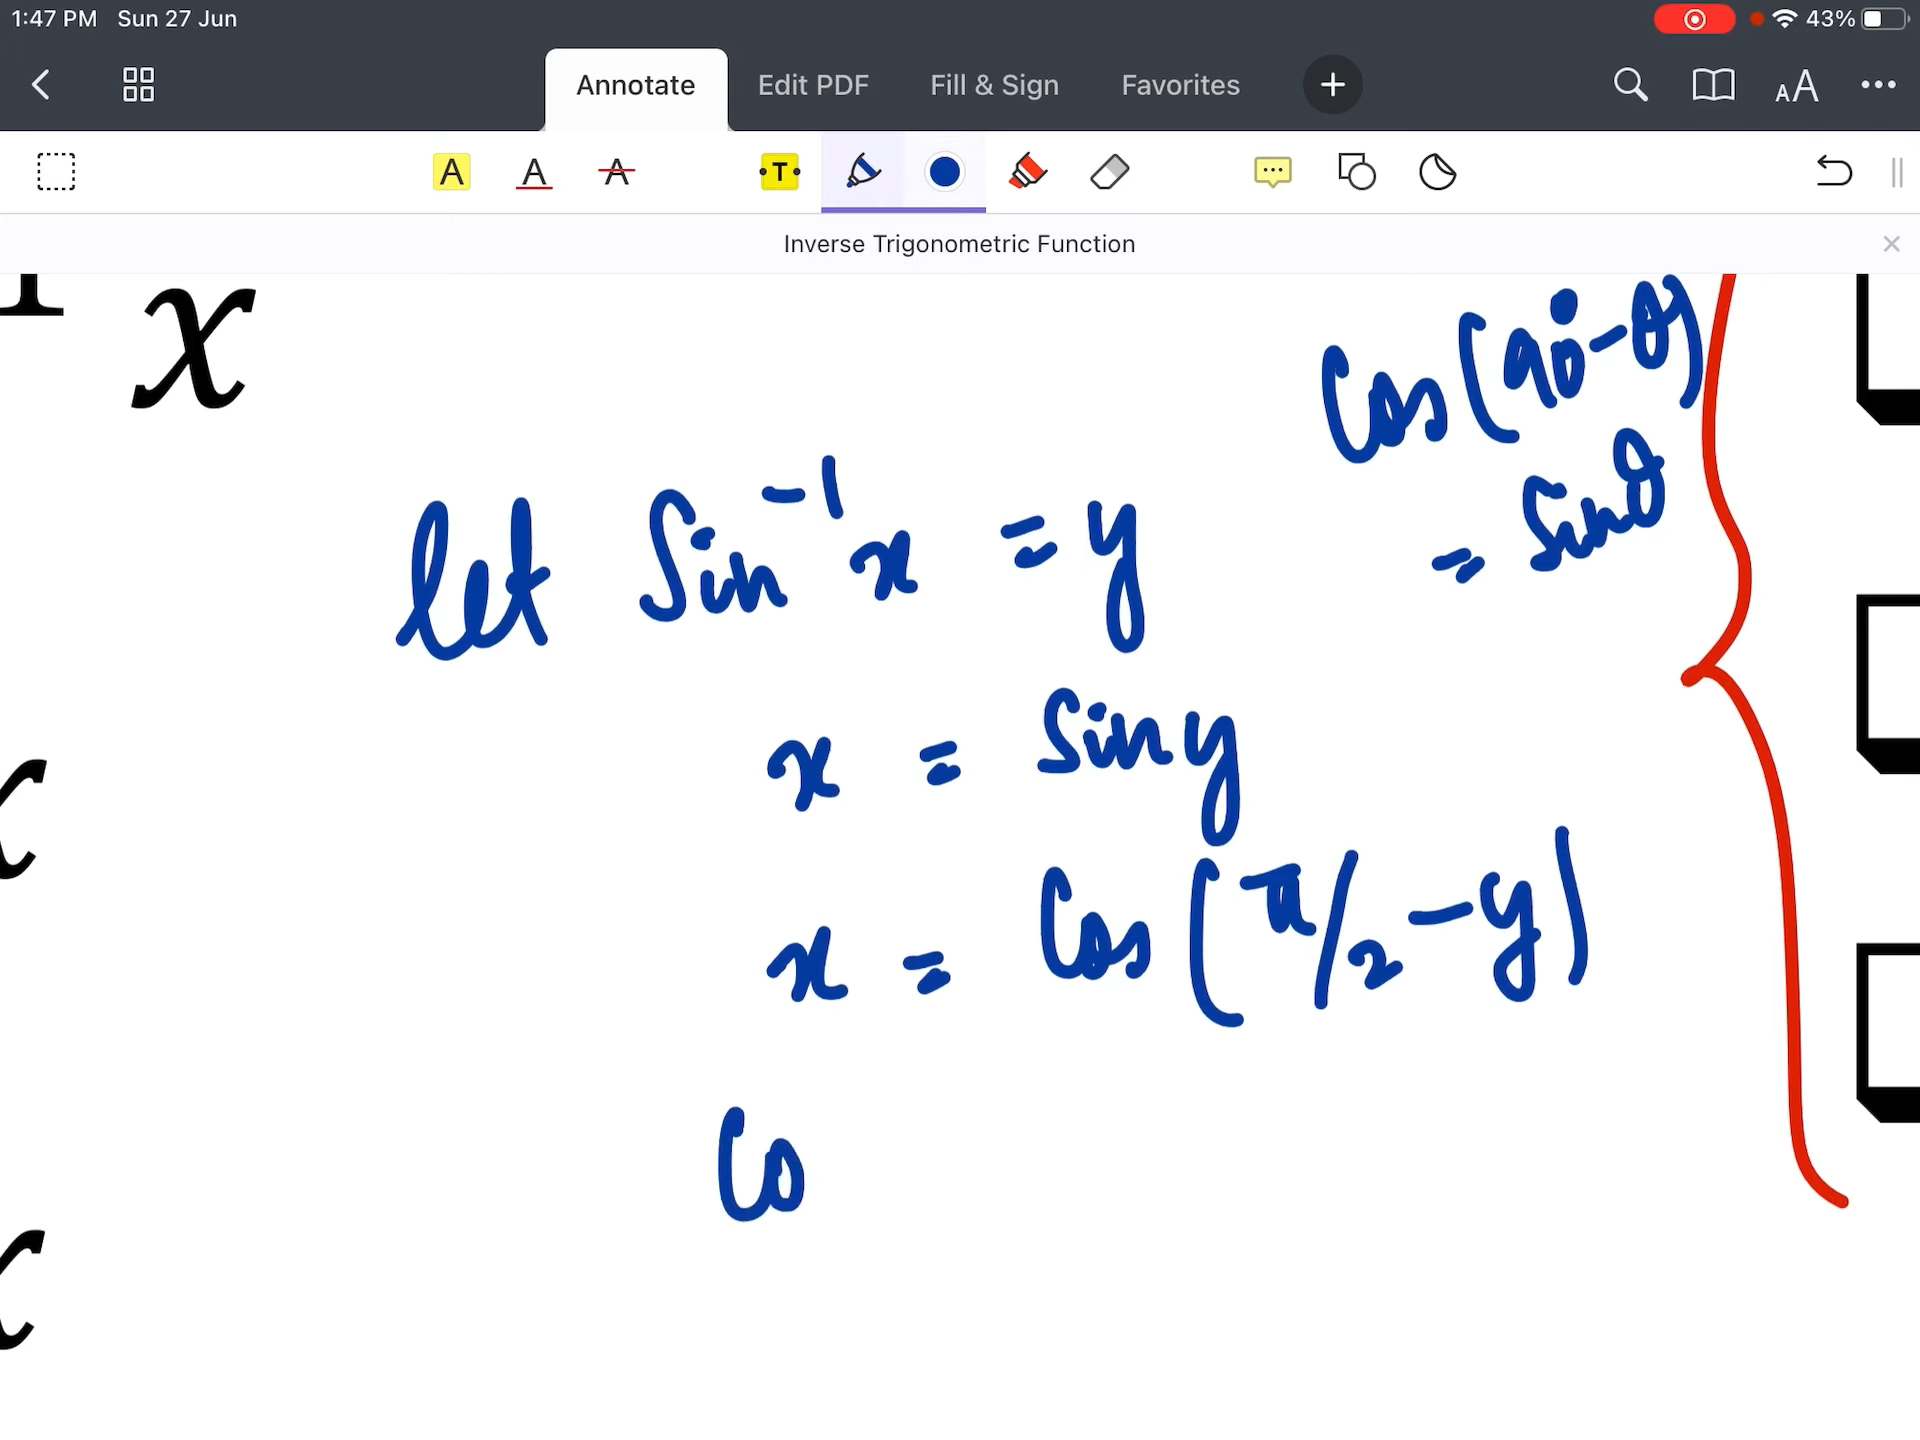 1:47 PM Sun 27 Jun 43%
Annotate Edit PDF Fill & Sign Favorites
Inverse Trigonometric Function
x
Cos(90°-θ)
= Sinθ
let Sin⁻¹ x = y
x = Sin y
x = Cos(π/2 - y)
Co
x
x